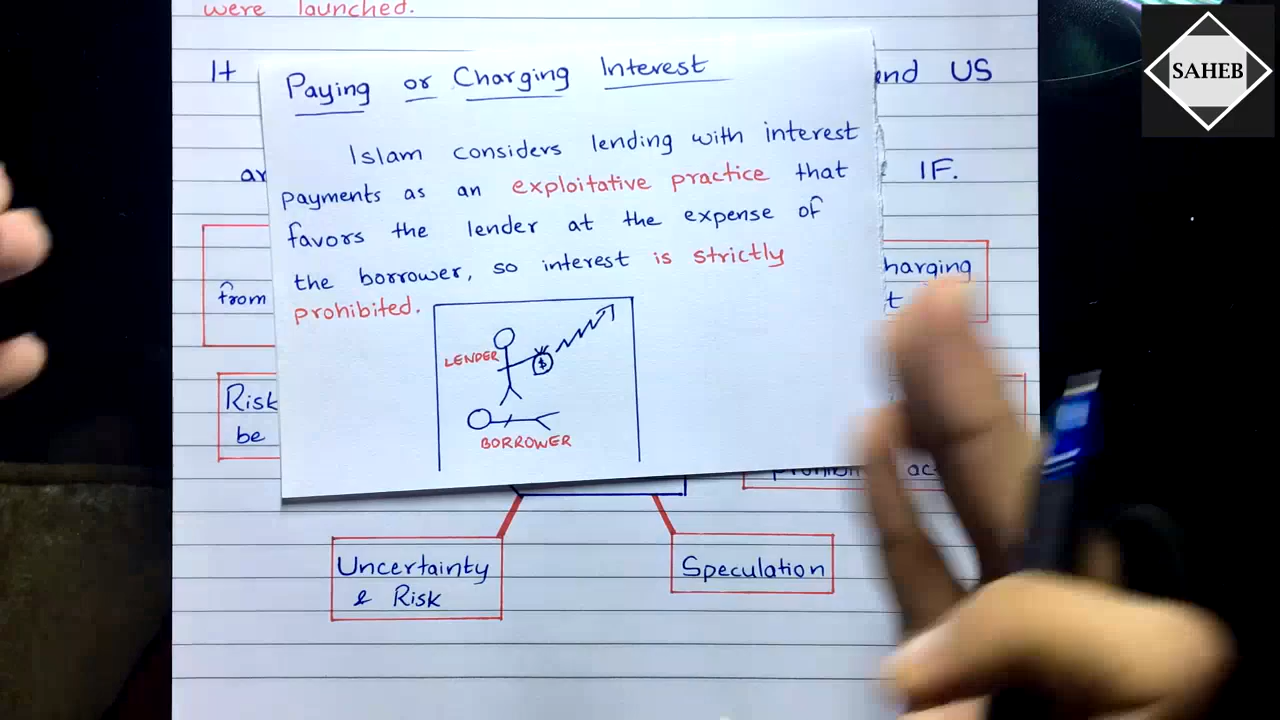 were launched.
It
end US
IF.
Paying or Charging Interest
Islam considers lending with interest
payments as an exploitative practice that
favors the lender at the expense of
the borrower, so interest is strictly
prohibited.
LENDER
$
BORROWER
from
harging
t
Risk
be
ac
Uncertainty
& Risk
Speculation
SAHEB